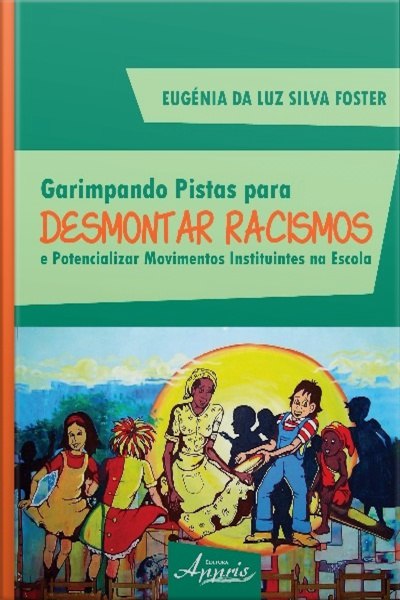 EUGÉNIA DA LUZ SILVA FOSTER
Garimpando Pistas para
DESMONTAR RACISMOS
e Potencializar Movimentos Instituintes na Escola
EDITORA
Appris